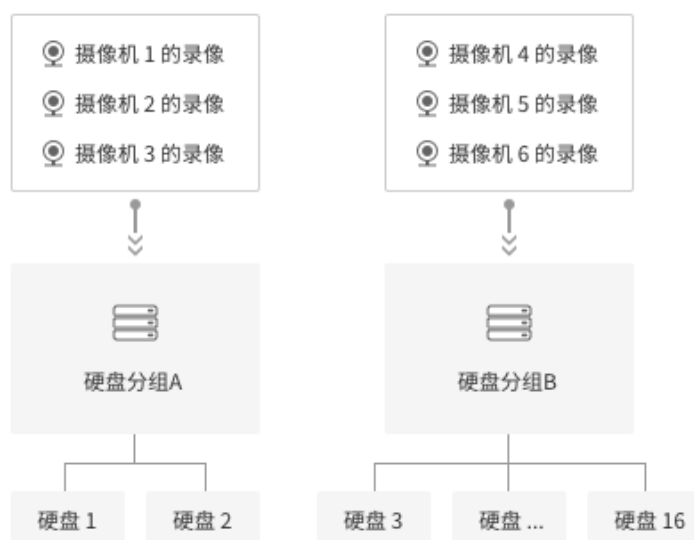 摄像机 1 的录像
摄像机 2 的录像
摄像机 3 的录像
摄像机 4 的录像
摄像机 5 的录像
摄像机 6 的录像
硬盘分组A
硬盘分组B
硬盘 1
硬盘 2
硬盘 3
硬盘 ...
硬盘 16